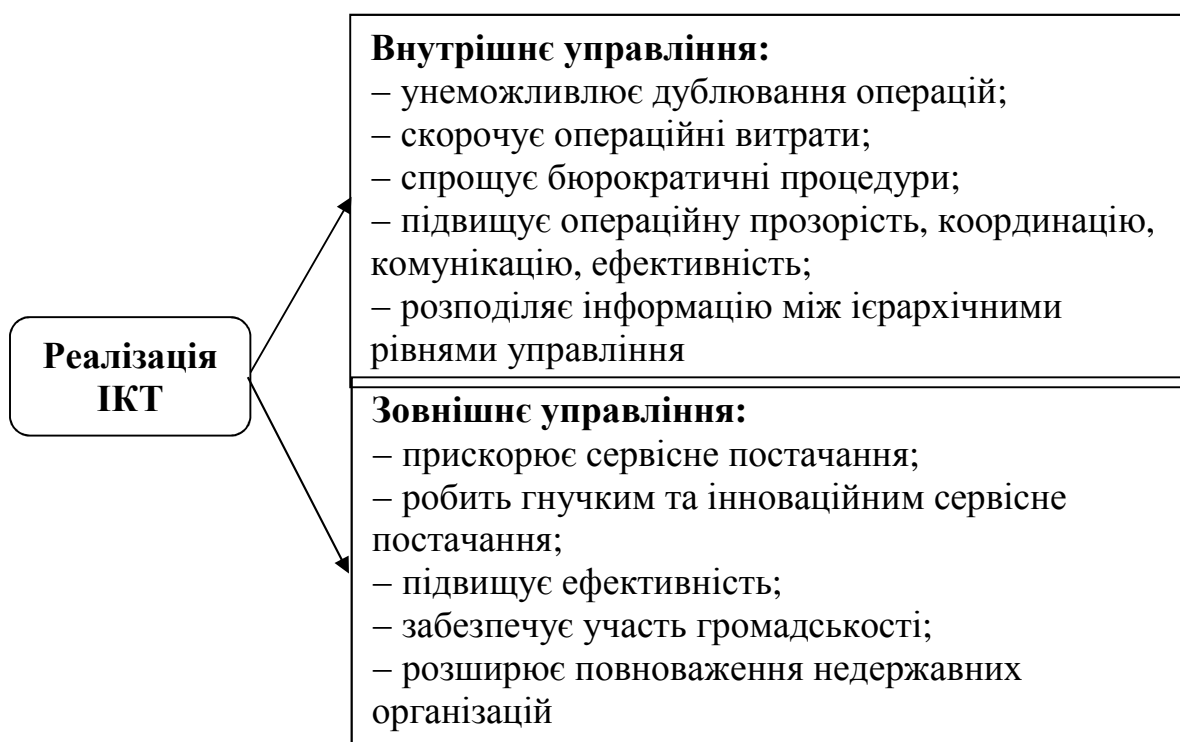 Внутрішнє управління:
– унеможливлює дублювання операцій;
– скорочує операційні витрати;
– спрощує бюрократичні процедури;
– підвищує операційну прозорість, координацію,
комунікацію, ефективність;
– розподіляє інформацію між ієрархічними
рівнями управління
Реалізація
ІКТ
Зовнішнє управління:
– прискорює сервісне постачання;
– робить гнучким та інноваційним сервісне
постачання;
– підвищує ефективність;
– забезпечує участь громадськості;
– розширює повноваження недержавних
організацій